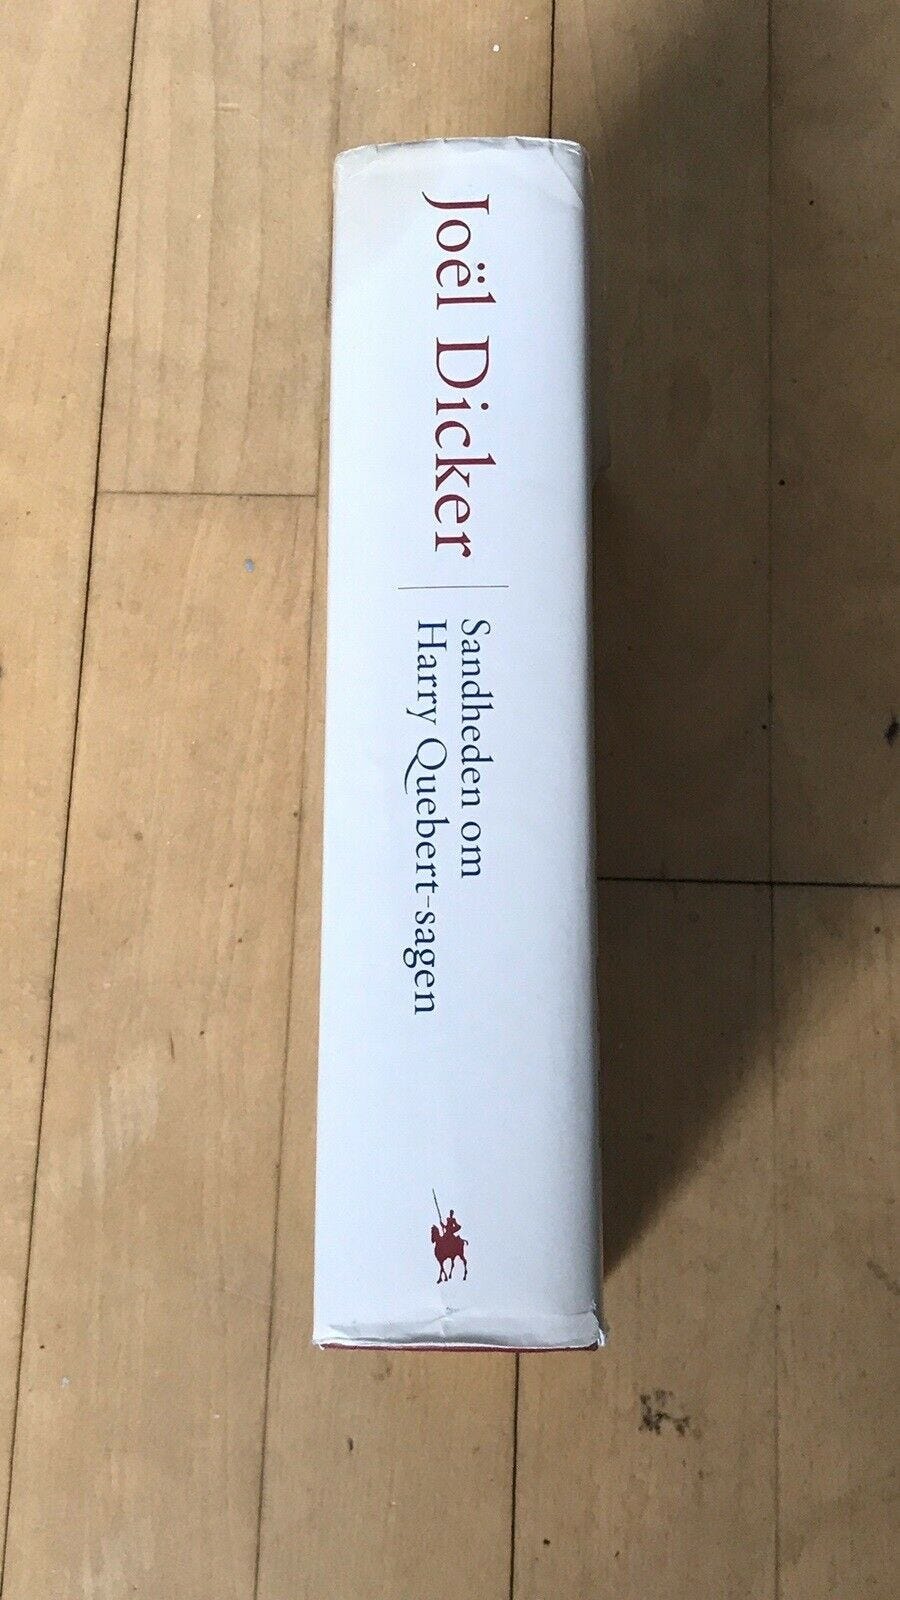 Joël Dicker
Sandheden om
Harry Quebert-sagen